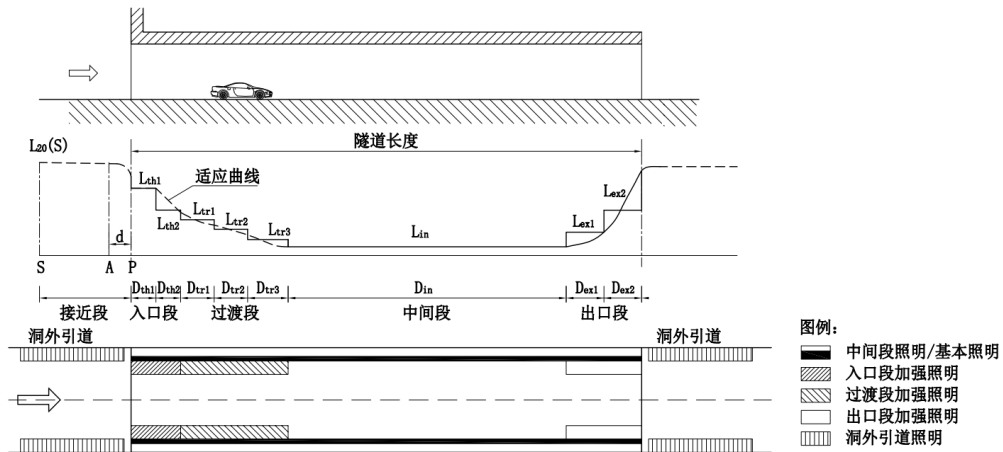 隧道长度
L20(S)
Lth1
适应曲线
Lex2
Lth2
Ltr1
Ltr2
Ltr3
Lin
Lex1
d
S A P
Dth1 Dth2 Dtr1 Dtr2 Dtr3 Din Dex1 Dex2
接近段 入口段 过渡段 中间段 出口段
洞外引道 洞外引道
图例：
中间段照明/基本照明
入口段加强照明
过渡段加强照明
出口段加强照明
洞外引道照明